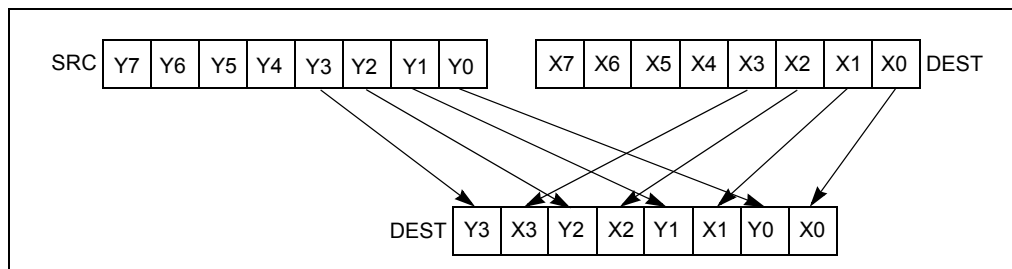 SRC Y7 Y6 Y5 Y4 Y3 Y2 Y1 Y0 X7 X6 X5 X4 X3 X2 X1 X0 DEST
DEST Y3 X3 Y2 X2 Y1 X1 Y0 X0